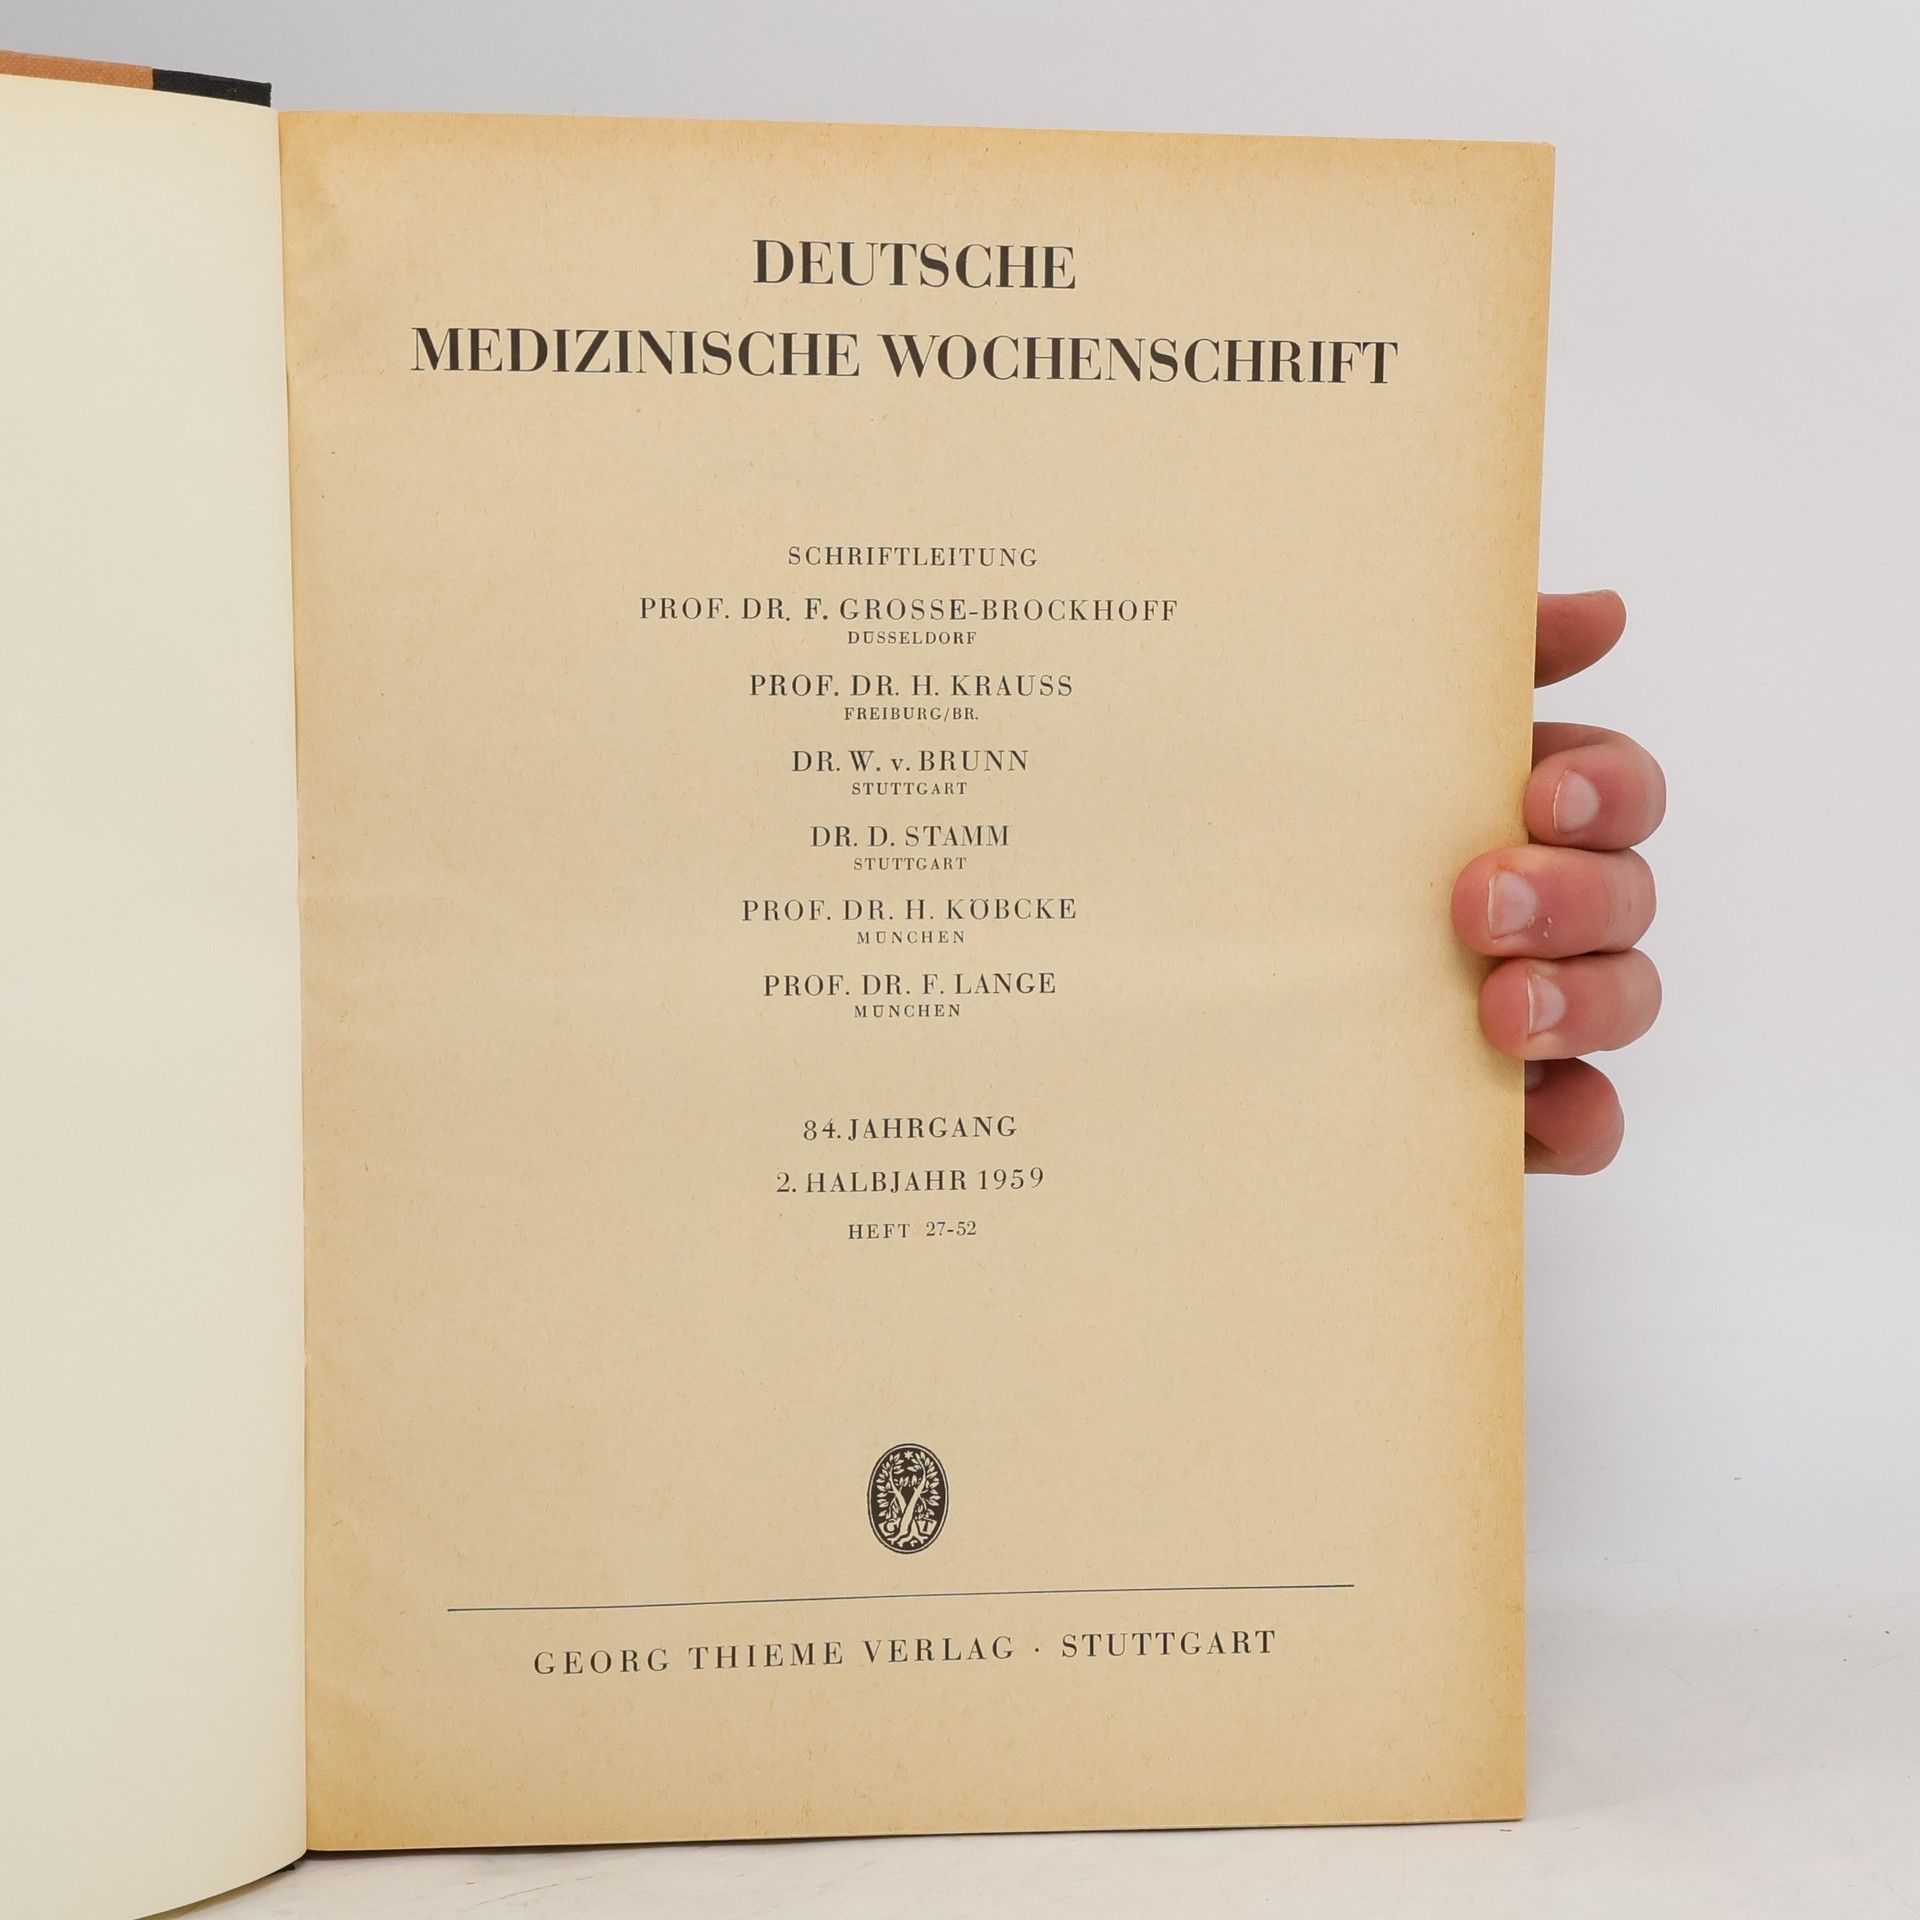 DEUTSCHE
MEDIZINISCHE WOCHENSCHRIFT
SCHRIFTLEITUNG
PROF. DR. F. GROSSE-BROCKHOFF
DÜSSELDORF
PROF. DR. H. KRAUSS
FREIBURG/BR.
DR. W. v. BRUNN
STUTTGART
DR. D. STAMM
STUTTGART
PROF. DR. H. KÖBCKE
MÜNCHEN
PROF. DR. F. LANGE
MÜNCHEN
84. JAHRGANG
2. HALBJAHR 1959
HEFT 27-52
G T
GEORG THIEME VERLAG · STUTTGART